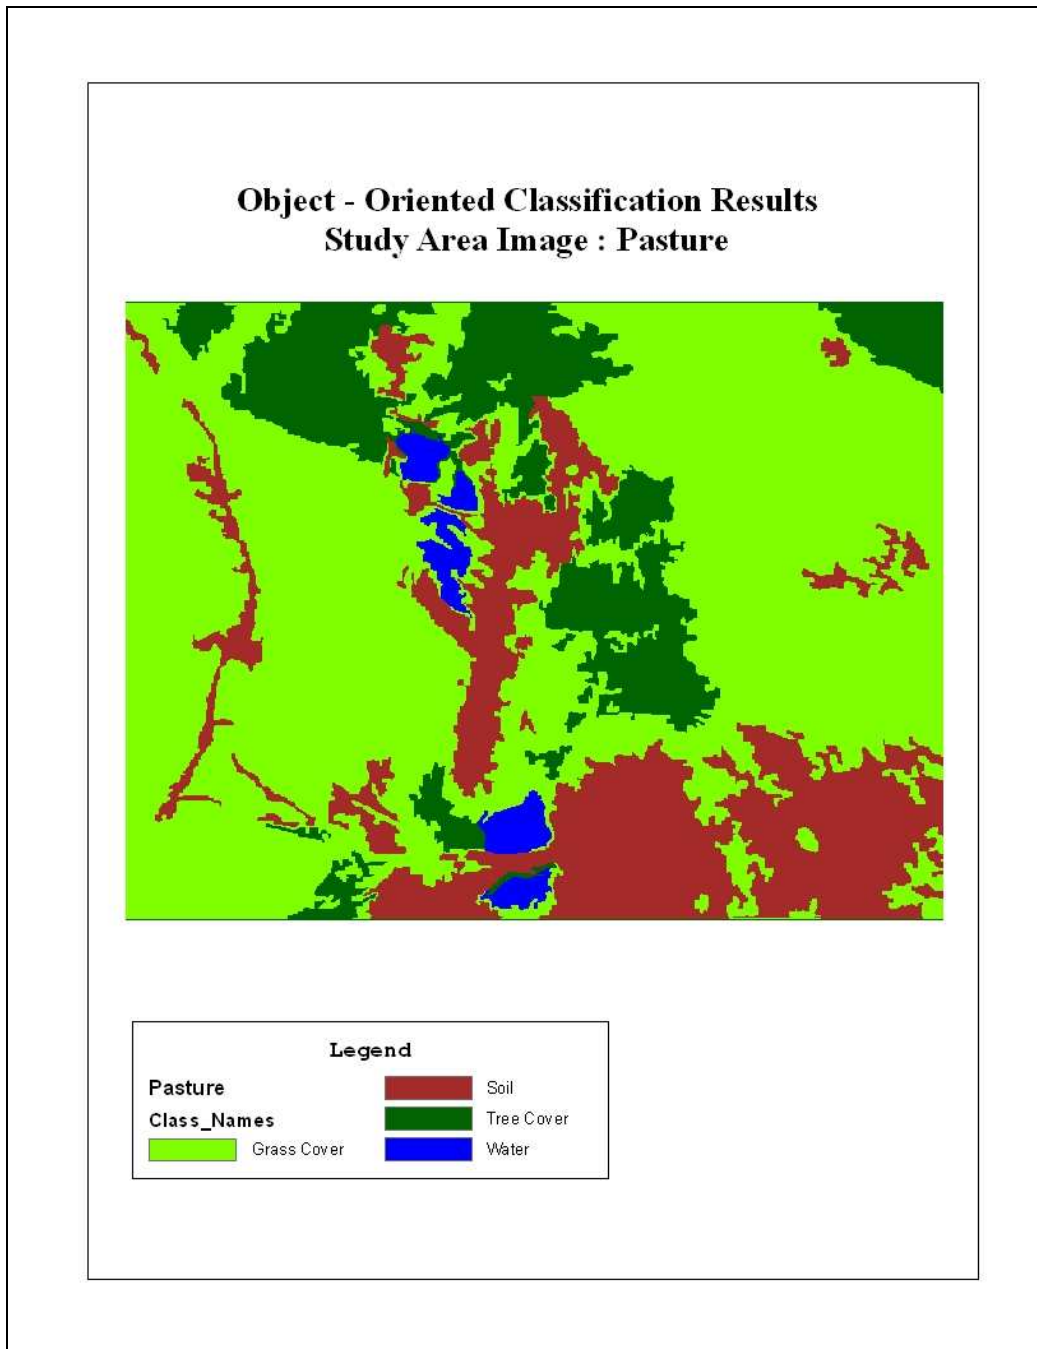 Object - Oriented Classification Results
Study Area Image : Pasture
Legend
Pasture
Class_Names
Grass Cover
Soil
Tree Cover
Water